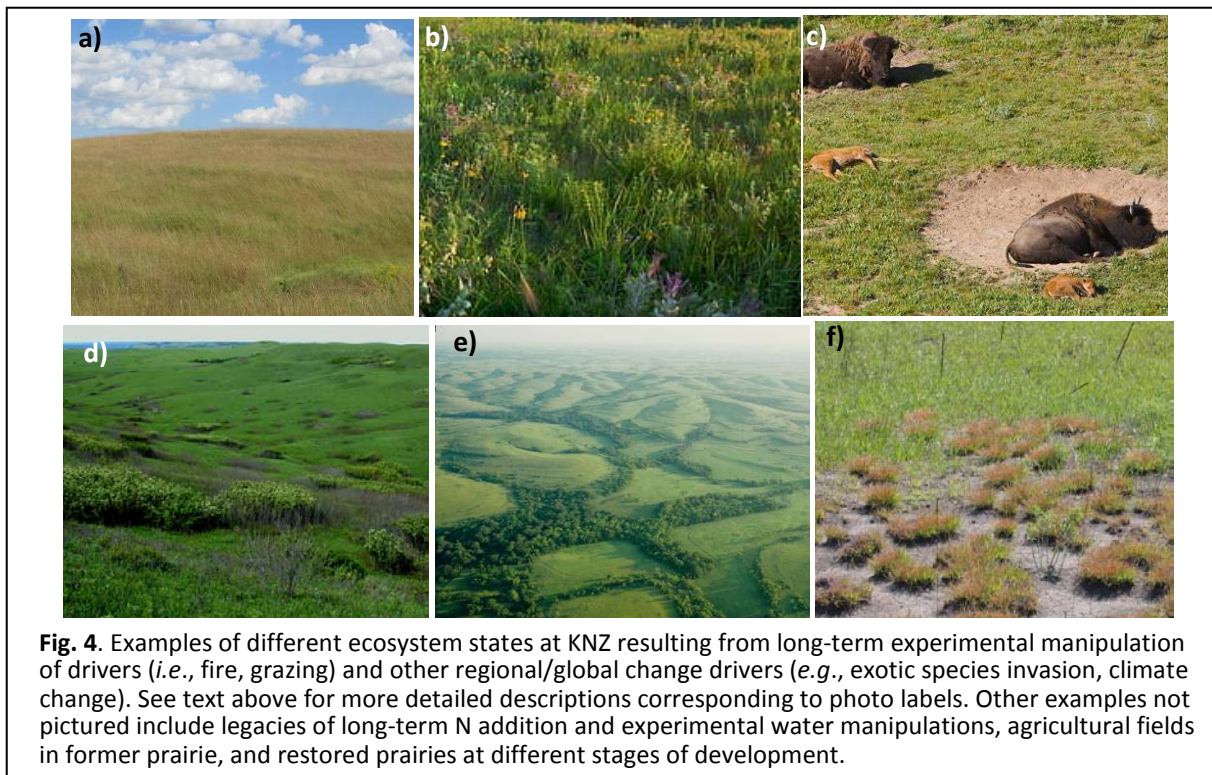 a)
b)
c)
d)
e)
f)
Fig. 4. Examples of different ecosystem states at KNZ resulting from long-term experimental manipulation
of drivers (i.e., fire, grazing) and other regional/global change drivers (e.g., exotic species invasion, climate
change). See text above for more detailed descriptions corresponding to photo labels. Other examples not
pictured include legacies of long-term N addition and experimental water manipulations, agricultural fields
in former prairie, and restored prairies at different stages of development.